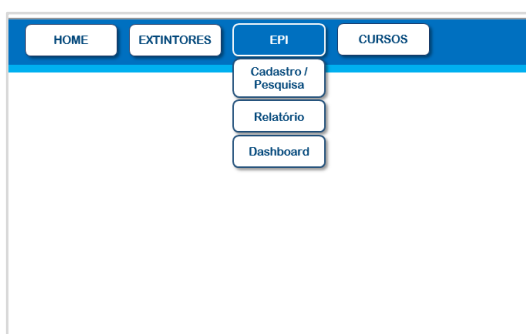 HOME
EXTINTORES
EPI
CURSOS
Cadastro /
Pesquisa
Relatório
Dashboard